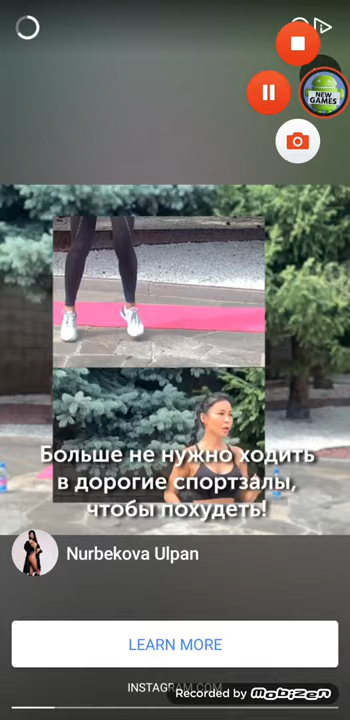 NEW
GAMES
Больше не нужно ходить
в дорогие спортзалы,
чтобы похудеть!
Nurbekova Ulpan
LEARN MORE
INSTAGRAM.COM
Recorded by Mobizen